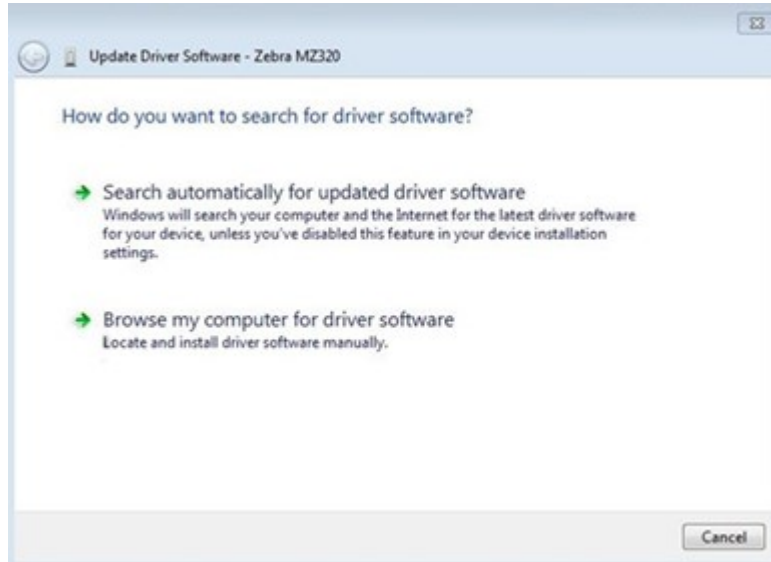 Update Driver Software - Zebra MZ320
How do you want to search for driver software?
Search automatically for updated driver software
Windows will search your computer and the Internet for the latest driver software
for your device, unless you've disabled this feature in your device installation
settings.
Browse my computer for driver software
Locate and install driver software manually.
Cancel